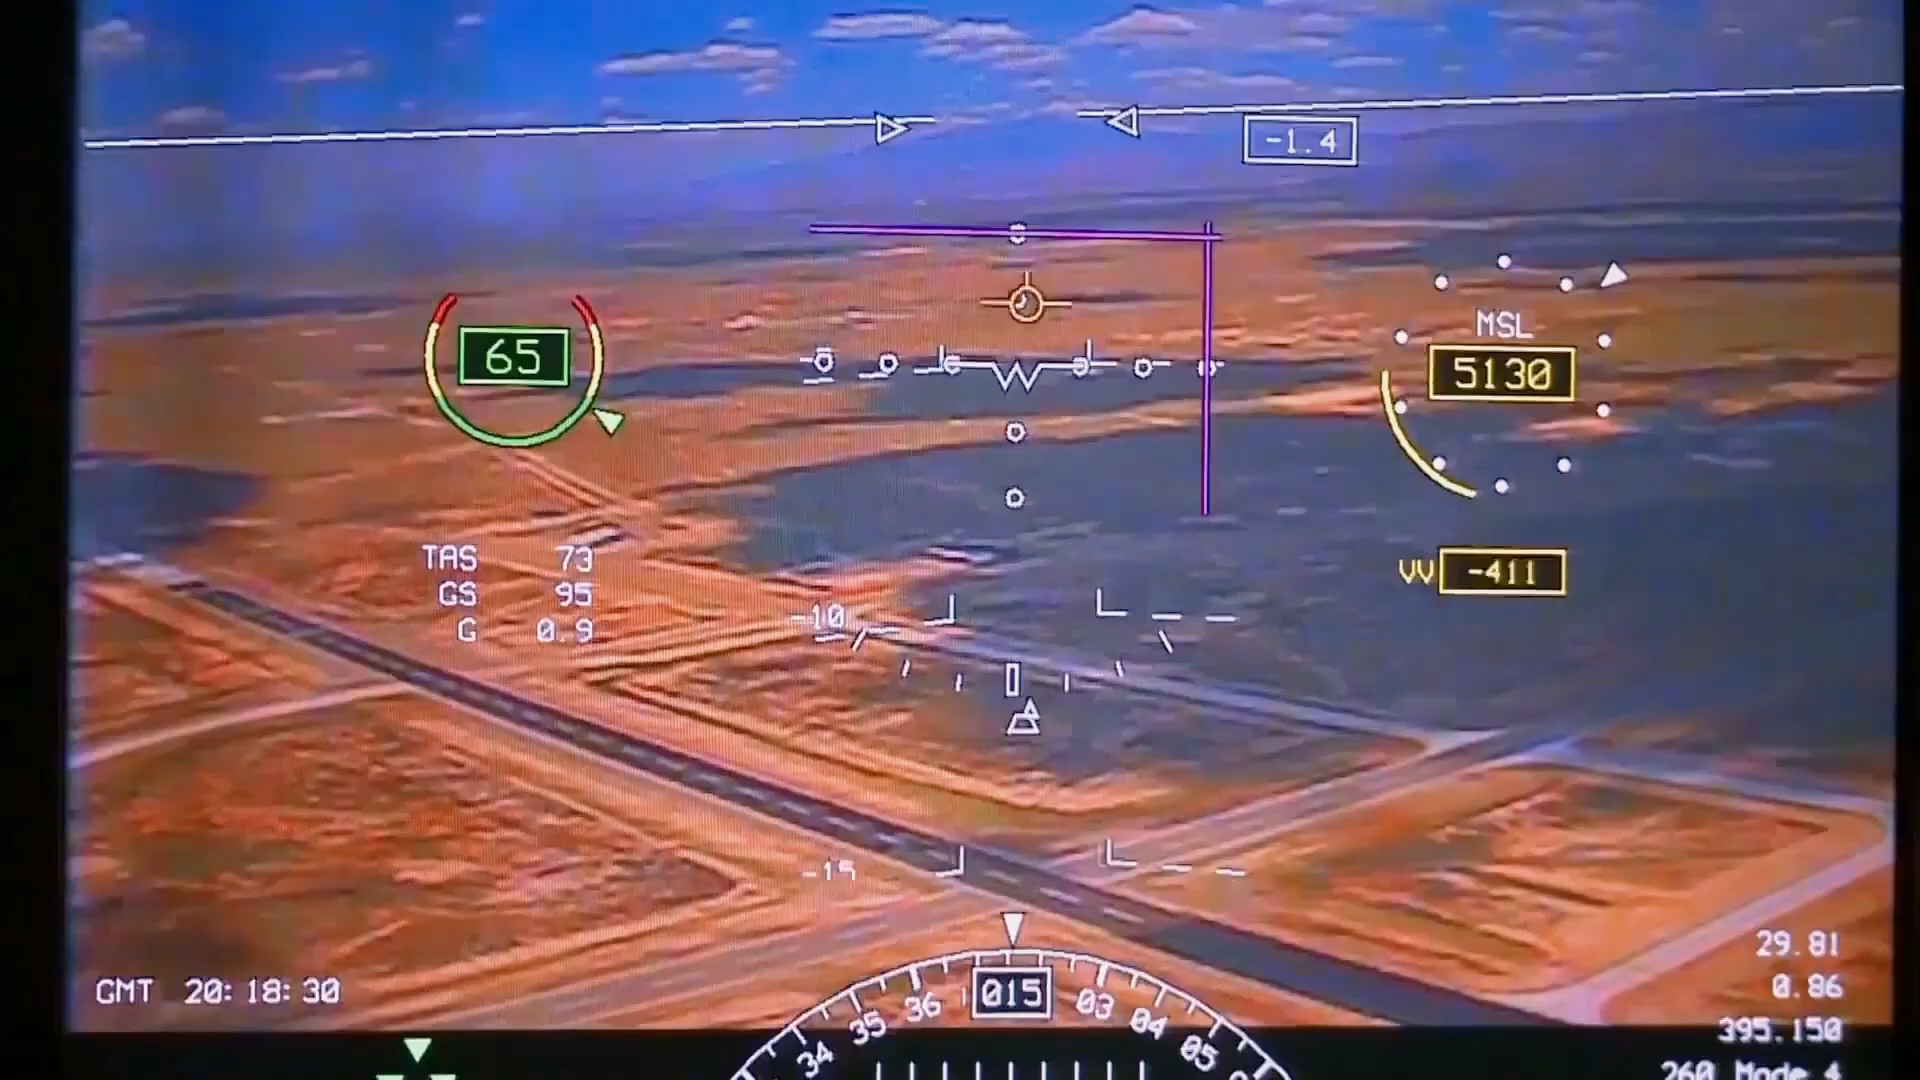 -1.4
MSL
65
5130
TAS 73
GS 95
G 0.9
VV -411
-10
-15
29.81
GMT 20:18:30
0.86
34 35 36 015 03 04 05
395.150
260 Mode 4